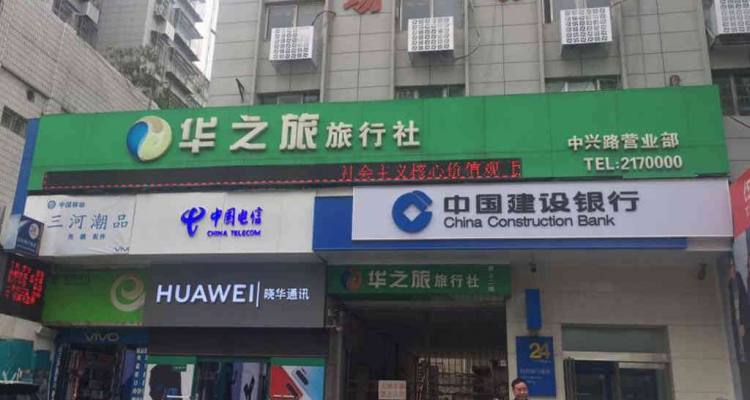 华之旅旅行社
中兴路营业部
TEL:2170000
社会主义核心价值观
中国移动
三河潮品
vivo
中国电信
CHINA TELECOM
中国建设银行
China Construction Bank
HUAWEI 晓华通讯
华之旅旅行社
vivo
24